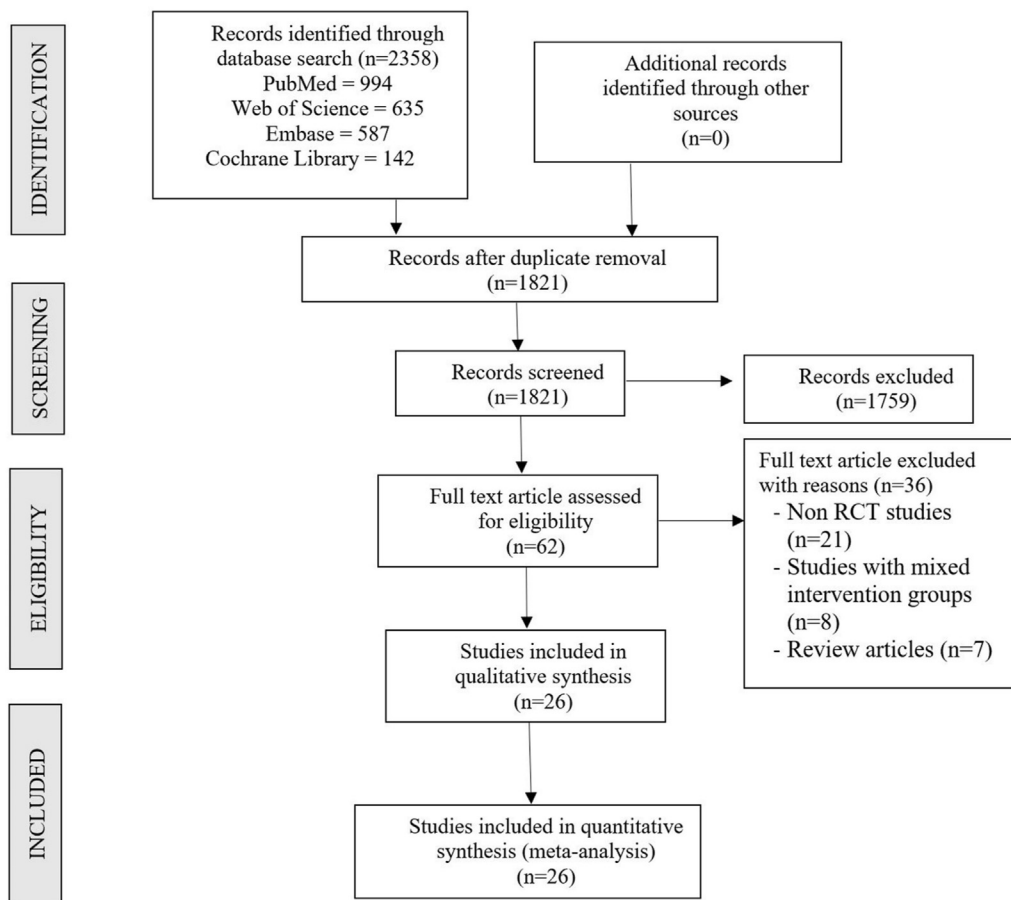 IDENTIFICATION
Records identified through
database search (n=2358)
PubMed = 994
Web of Science = 635
Embase = 587
Cochrane Library = 142
Additional records
identified through other
sources
(n=0)
Records after duplicate removal
(n=1821)
SCREENING
Records screened
(n=1821)
Records excluded
(n=1759)
ELIGIBILITY
Full text article assessed
for eligibility
(n=62)
Full text article excluded
with reasons (n=36)
- Non RCT studies
(n=21)
- Studies with mixed
intervention groups
(n=8)
- Review articles (n=7)
Studies included in
qualitative synthesis
(n=26)
INCLUDED
Studies included in quantitative
synthesis (meta-analysis)
(n=26)